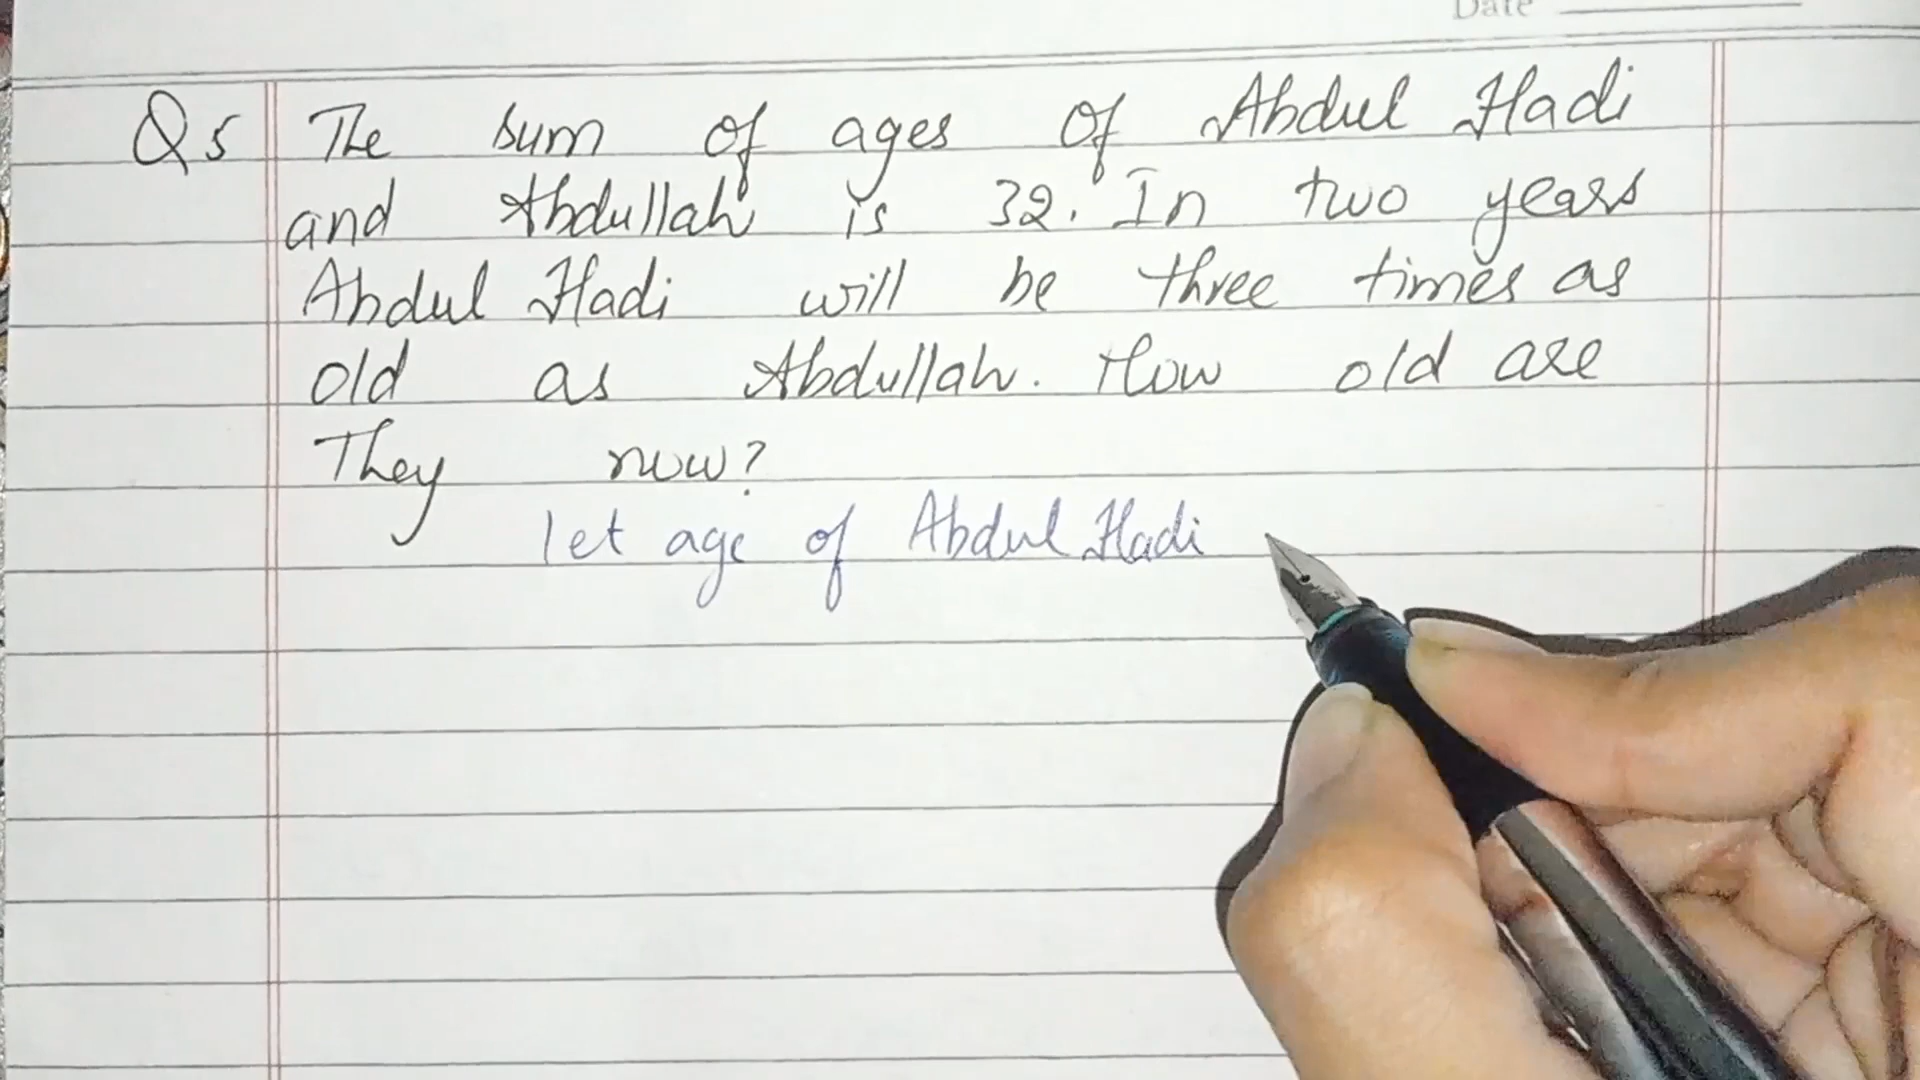 Date
Q5 The sum of ages of Abdul Hadi
and Abdullah is 32. In two years
Abdul Hadi will be three times as
old as Abdullah. How old are
They now?
let age of Abdul Hadi